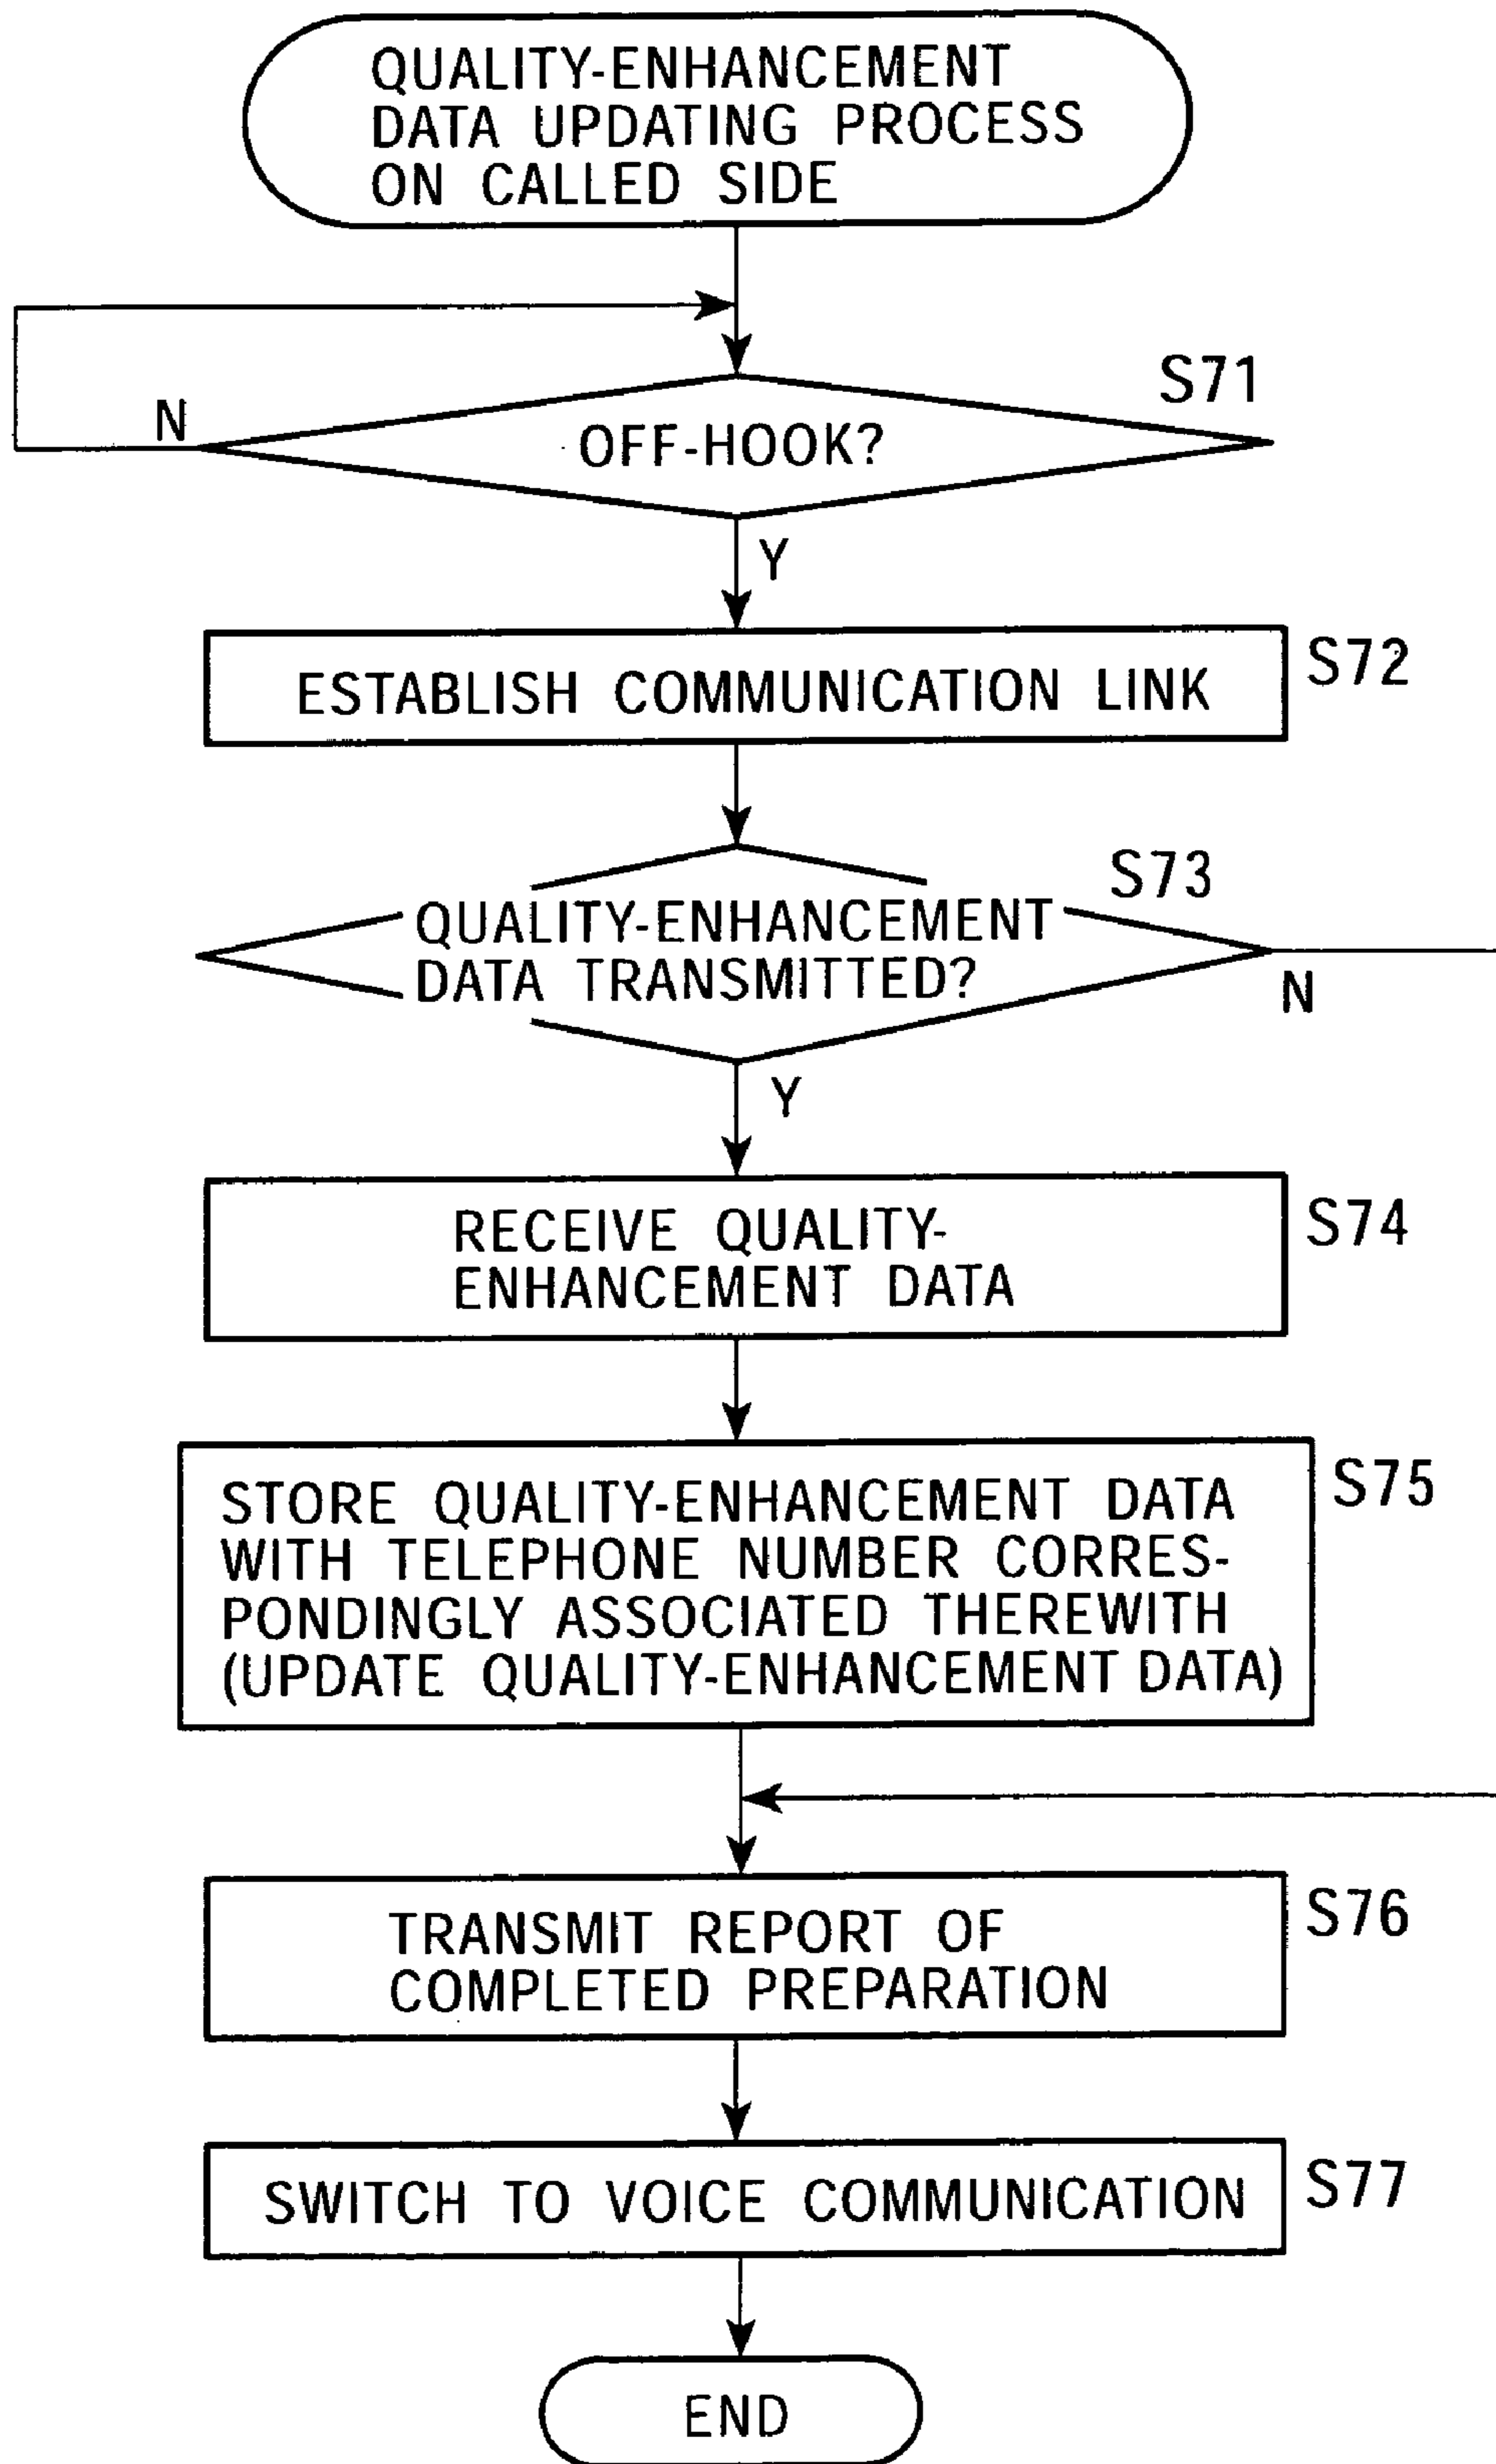 QUALITY-ENHANCEMENT
DATA UPDATING PROCESS
ON CALLED SIDE
S71
N
OFF-HOOK?
Y
ESTABLISH COMMUNICATION LINK
S72
S73
QUALITY-ENHANCEMENT
DATA TRANSMITTED?
N
Y
RECEIVE QUALITY-
ENHANCEMENT DATA
S74
STORE QUALITY-ENHANCEMENT DATA
WITH TELEPHONE NUMBER CORRES-
PONDINGLY ASSOCIATED THEREWITH
(UPDATE QUALITY-ENHANCEMENT DATA)
S75
TRANSMIT REPORT OF
COMPLETED PREPARATION
S76
SWITCH TO VOICE COMMUNICATION
S77
END